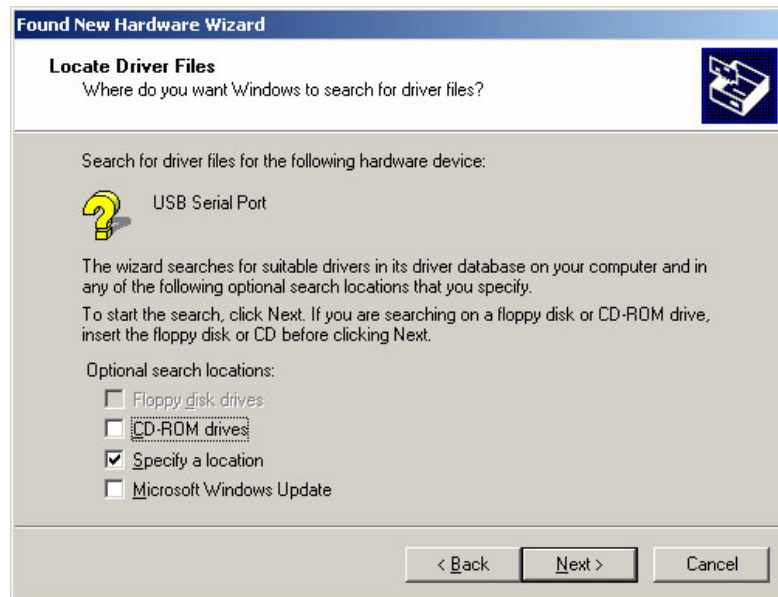 Found New Hardware Wizard
Locate Driver Files
Where do you want Windows to search for driver files?
Search for driver files for the following hardware device:
USB Serial Port
The wizard searches for suitable drivers in its driver database on your computer and in
any of the following optional search locations that you specify.
To start the search, click Next. If you are searching on a floppy disk or CD-ROM drive,
insert the floppy disk or CD before clicking Next.
Optional search locations:
Floppy disk drives
CD-ROM drives
Specify a location
Microsoft Windows Update
< Back Next > Cancel